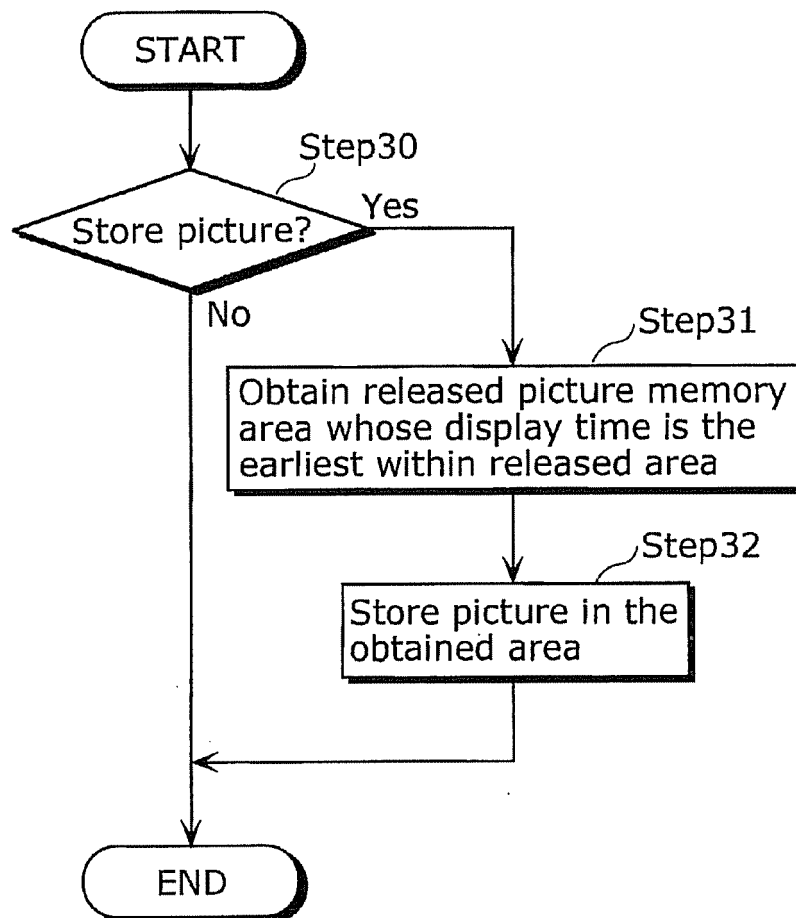 START
Step30
Store picture?
Yes
No
Step31
Obtain released picture memory
area whose display time is the
earliest within released area
Step32
Store picture in the
obtained area
END